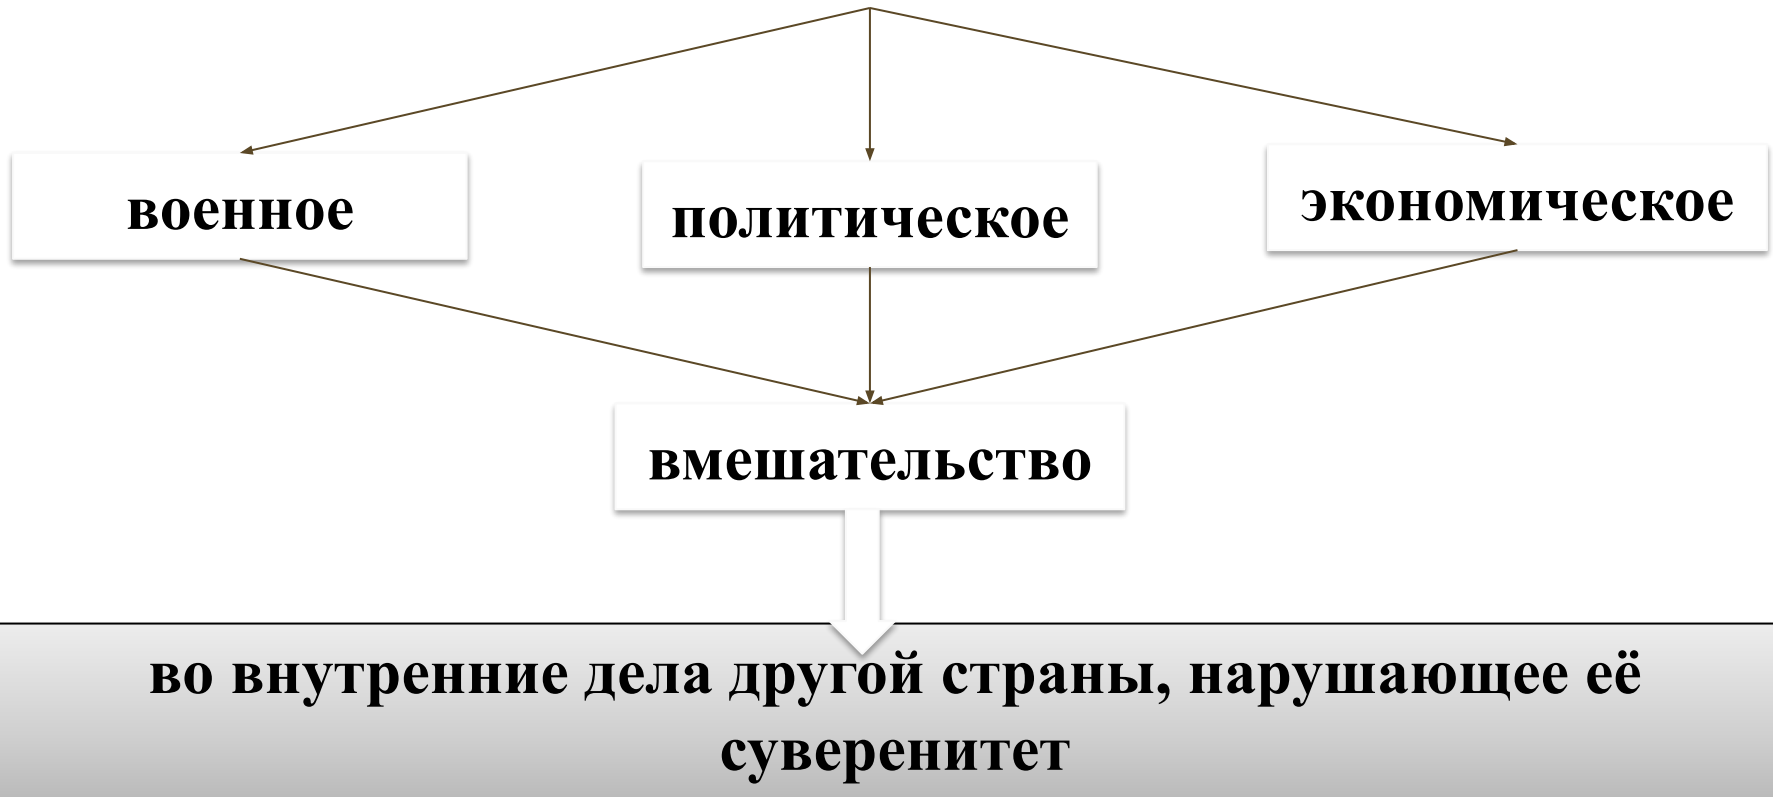 военное
политическое
экономическое
вмешательство
во внутренние дела другой страны, нарушающее её
суверенитет